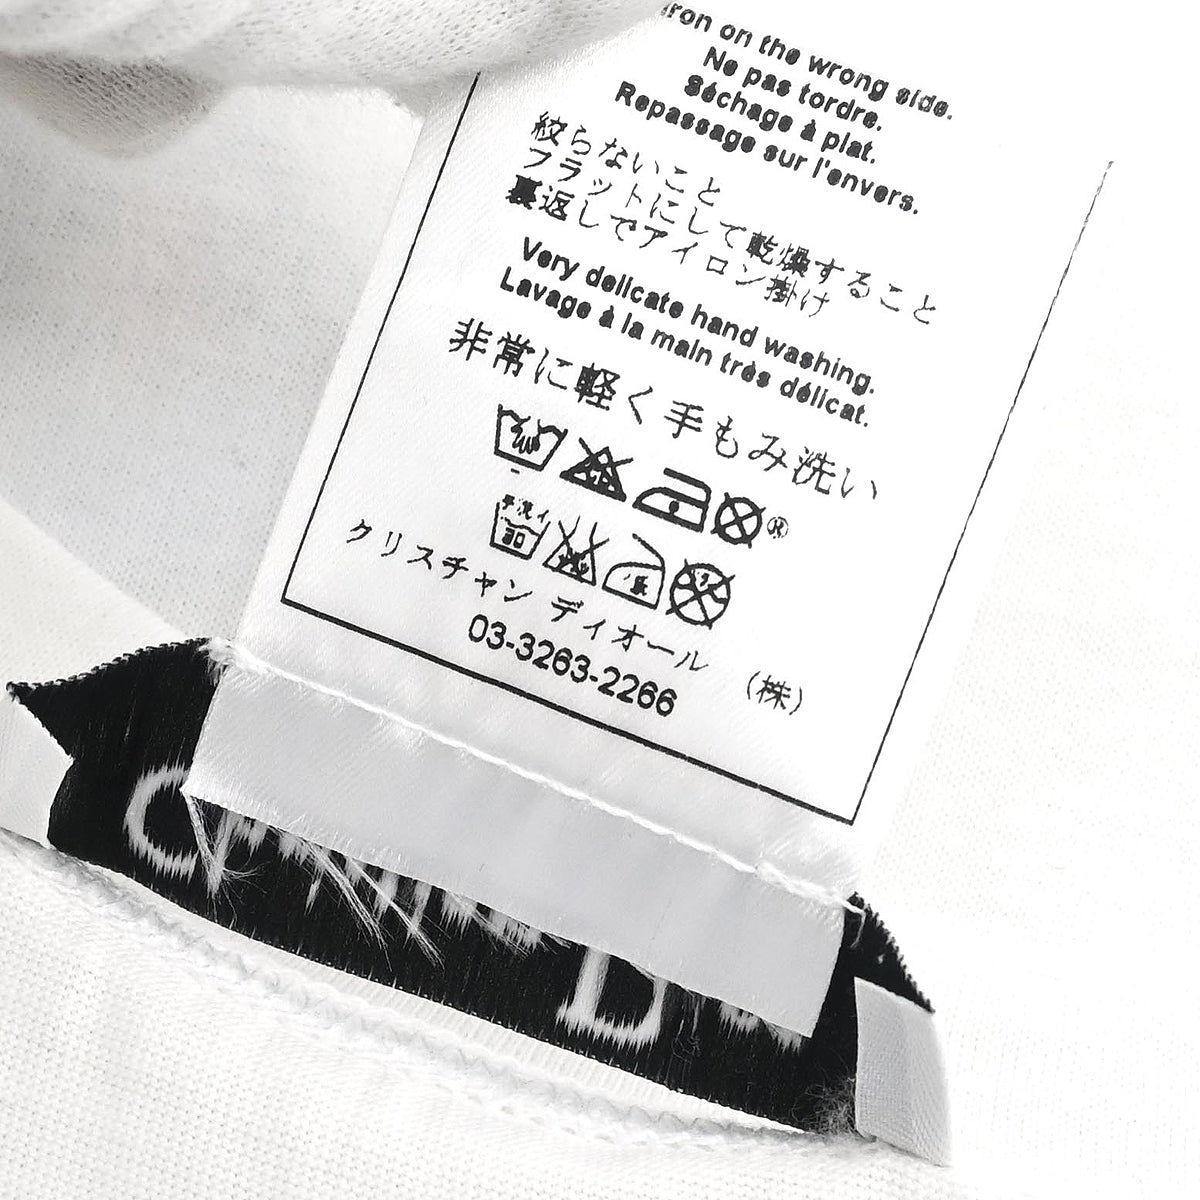 Iron on the wrong side.
Ne pas tordre.
Séchage à plat.
Repassage sur l'envers.
絞らないこと
フラットにして乾燥すること
裏返しでアイロン掛け
Very delicate hand washing.
Lavage à la main très délicat.
非常に軽く手もみ洗い
手洗イ
30
クリスチャン ディオール (株)
03-3263-2266